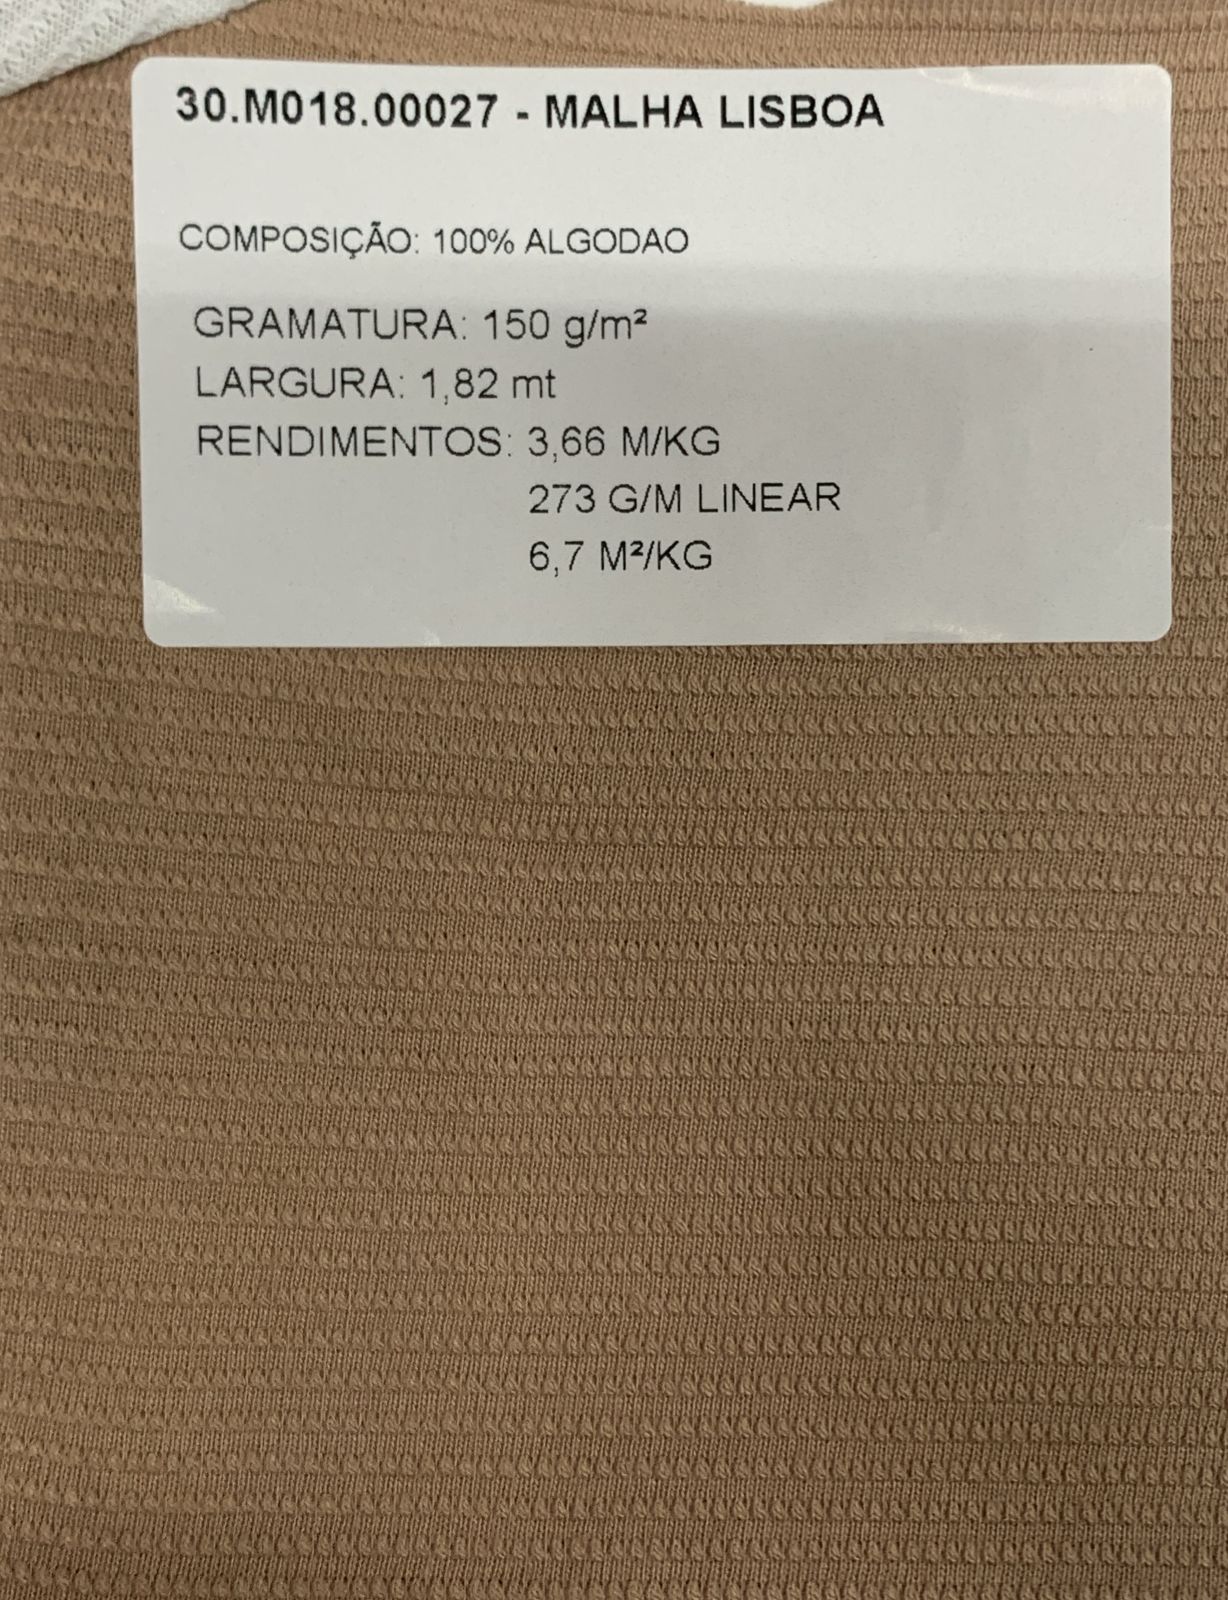 30.M018.00027 - MALHA LISBOA
COMPOSIÇÃO: 100% ALGODAO
GRAMATURA: 150 g/m²
LARGURA: 1,82 mt
RENDIMENTOS: 3,66 M/KG
273 G/M LINEAR
6,7 M²/KG